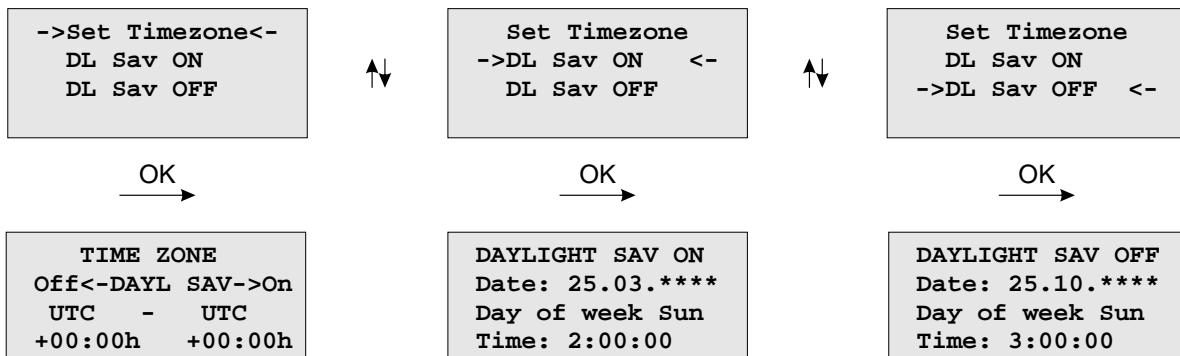 ->Set Timezone<-
DL Sav ON
DL Sav OFF
Set Timezone
->DL Sav ON <-
DL Sav OFF
Set Timezone
DL Sav ON
->DL Sav OFF <-
OK
OK
OK
TIME ZONE
Off<-DAYL SAV->On
UTC - UTC
+00:00h +00:00h
DAYLIGHT SAV ON
Date: 25.03.****
Day of week Sun
Time: 2:00:00
DAYLIGHT SAV OFF
Date: 25.10.****
Day of week Sun
Time: 3:00:00